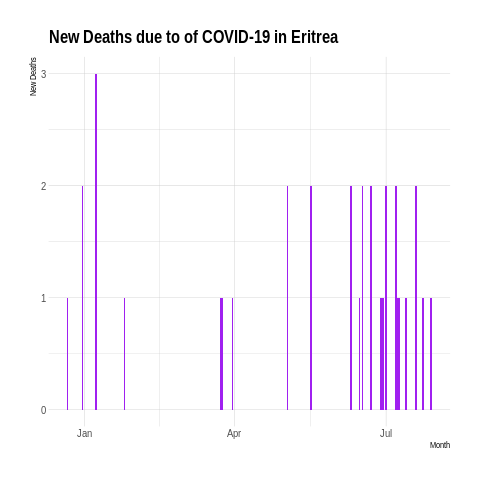 New Deaths due to of COVID-19 in Eritrea
New Deaths
3
2
1
0
Jan Apr Jul
Month